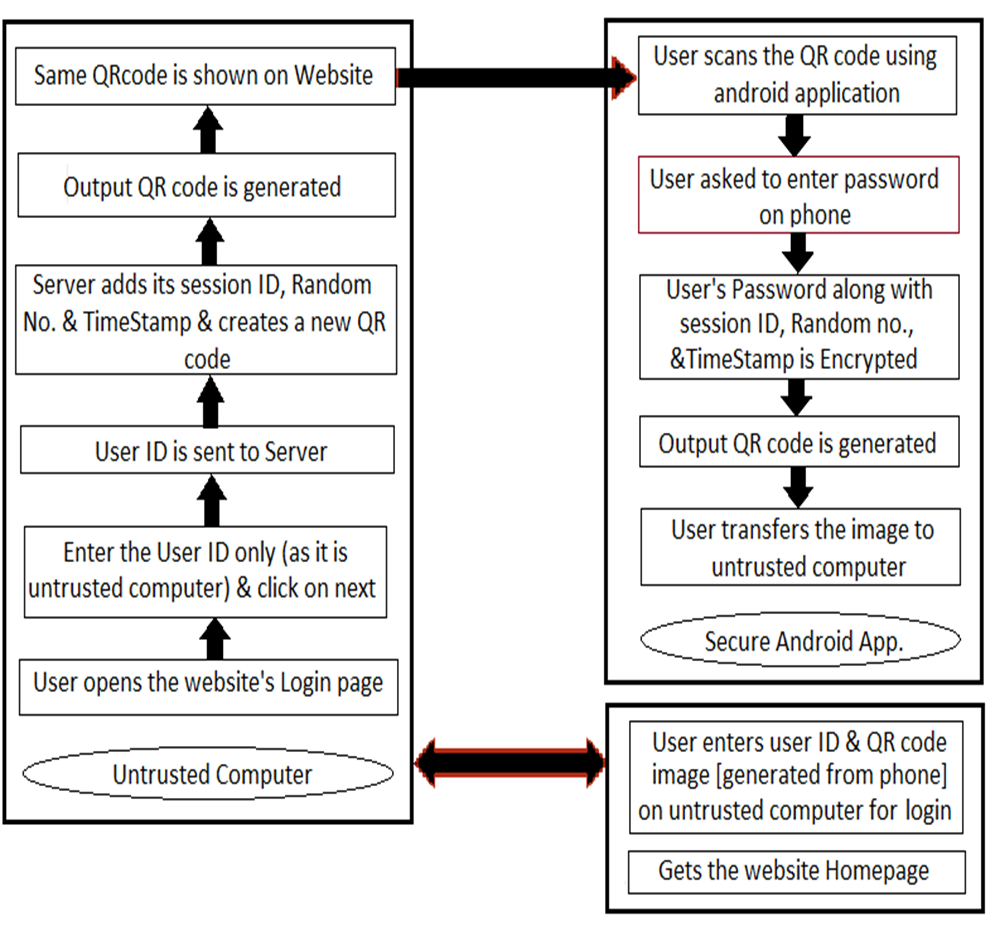 Same QRcode is shown on Website
Output QR code is generated
Server adds its session ID, Random
No. & TimeStamp & creates a new QR
code
User ID is sent to Server
Enter the User ID only (as it is
untrusted computer) & click on next
User opens the website's Login page
Untrusted Computer
User scans the QR code using
android application
User asked to enter password
on phone
User's Password along with
session ID, Random no.,
&TimeStamp is Encrypted
Output QR code is generated
User transfers the image to
untrusted computer
Secure Android App.
User enters user ID & QR code
image [generated from phone]
on untrusted computer for login
Gets the website Homepage